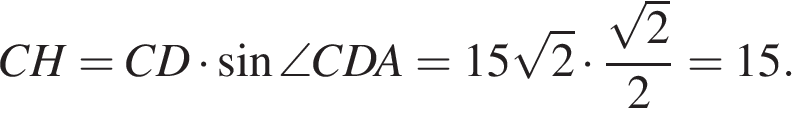 CH = CD · sin ∠CDA = 15√2 · √2/2 = 15.